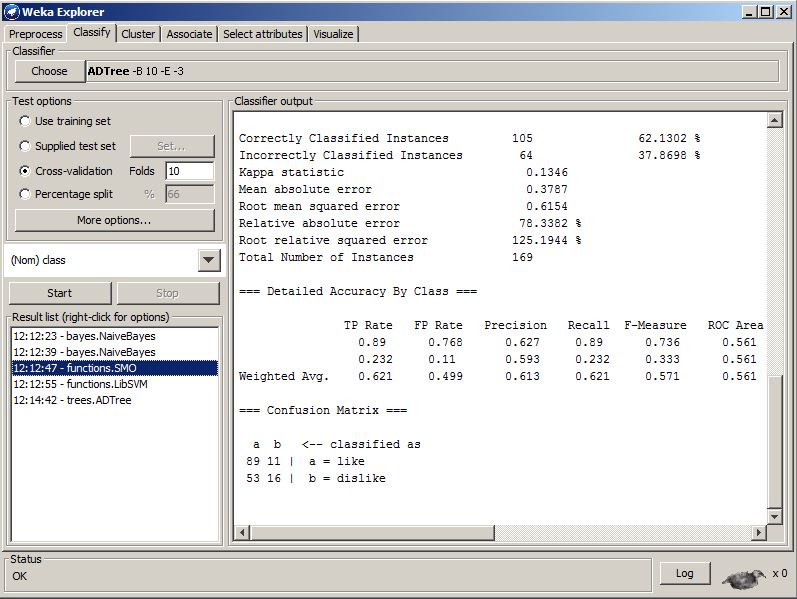 Weka Explorer
Preprocess Classify Cluster Associate Select attributes Visualize
Classifier
Choose ADTree -B 10 -E -3
Test options
Use training set
Supplied test set Set...
Cross-validation Folds 10
Percentage split % 66
More options...
(Nom) class
Start Stop
Result list (right-click for options)
12:12:23 - bayes.NaiveBayes
12:12:39 - bayes.NaiveBayes
12:12:47 - functions.SMO
12:12:55 - functions.LibSVM
12:14:42 - trees.ADTree
Classifier output
Correctly Classified Instances 105 62.1302 %
Incorrectly Classified Instances 64 37.8698 %
Kappa statistic 0.1346
Mean absolute error 0.3787
Root mean squared error 0.6154
Relative absolute error 78.3382 %
Root relative squared error 125.1944 %
Total Number of Instances 169
=== Detailed Accuracy By Class ===
TP Rate FP Rate Precision Recall F-Measure ROC Area
0.89 0.768 0.627 0.89 0.736 0.561
0.232 0.11 0.593 0.232 0.333 0.561
Weighted Avg. 0.621 0.499 0.613 0.621 0.571 0.561
=== Confusion Matrix ===
a b <-- classified as
89 11 | a = like
53 16 | b = dislike
Status
OK
Log x 0